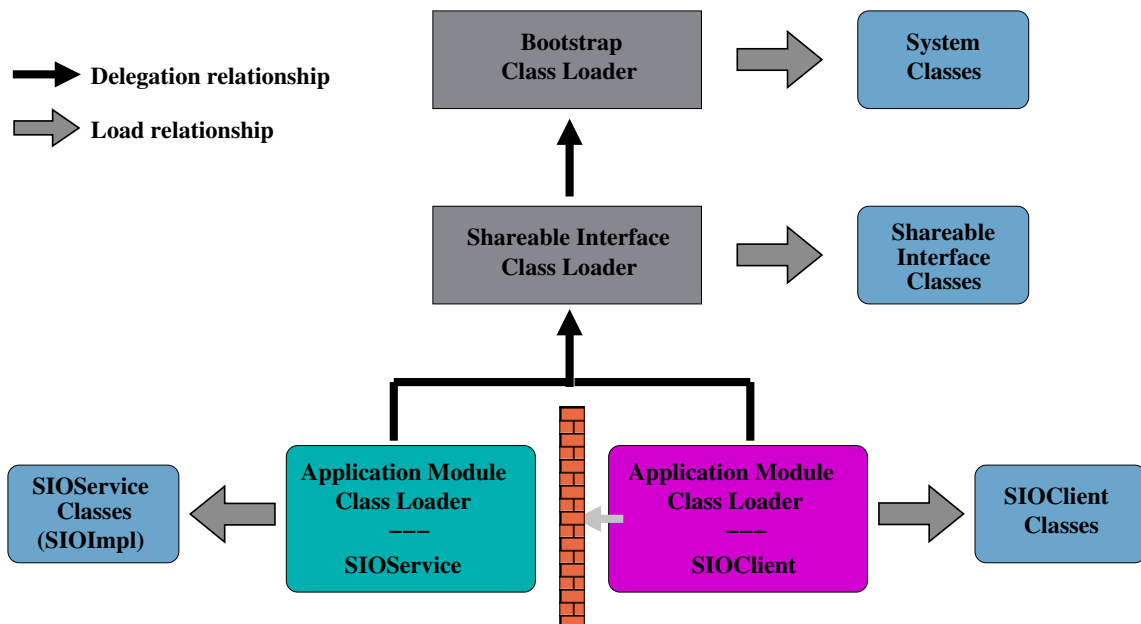 Delegation relationship
Load relationship
Bootstrap
Class Loader
System
Classes
Shareable Interface
Class Loader
Shareable
Interface
Classes
SIOService
Classes
(SIOImpl)
Application Module
Class Loader
–––
SIOService
Application Module
Class Loader
–––
SIOClient
SIOClient
Classes